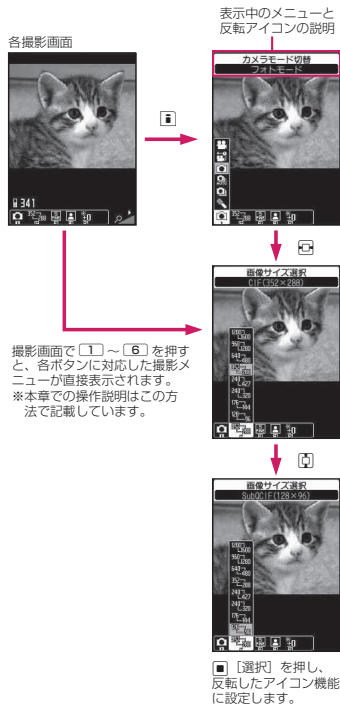 表示中のメニューと
反転アイコンの説明
各撮影画面
カメラモード切替
フォトモード
341
画像サイズ選択
CIF(352×288)
撮影画面で 1 ~ 6 を押す
と、各ボタンに対応した撮影メ
ニューが直接表示されます。
※本章での操作説明はこの方
法で記載しています。
画像サイズ選択
SubQCIF(128×96)
[選択] を押し、
反転したアイコン機能
に設定します。